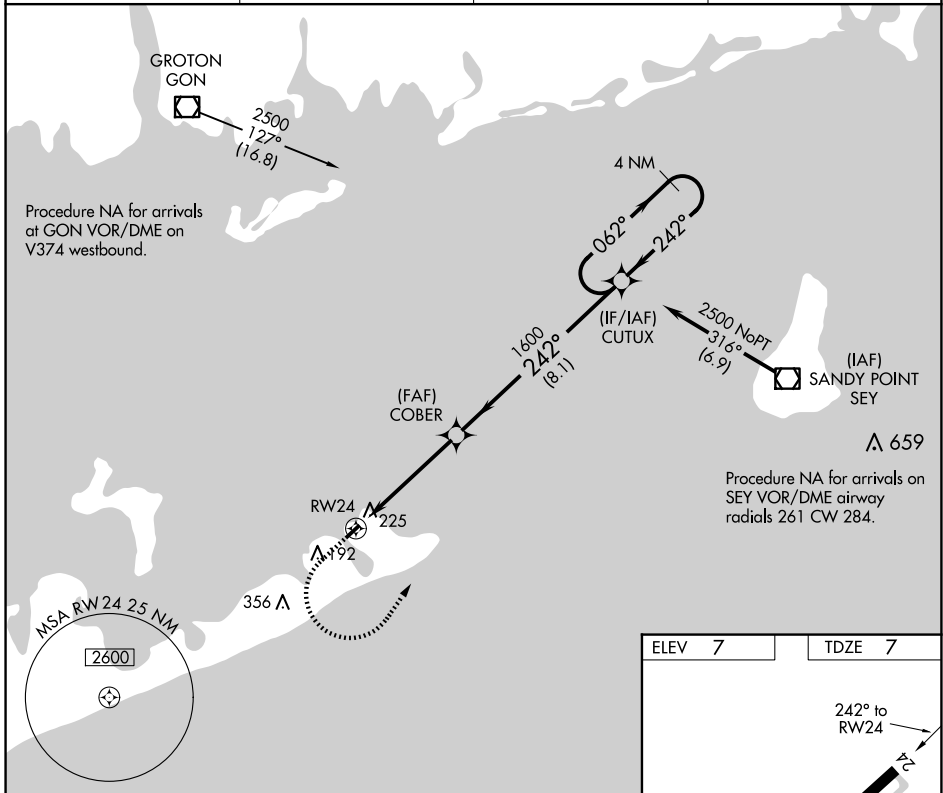 GROTON
GON
2500
127°
(16.8)
4 NM
Procedure NA for arrivals
at GON VOR/DME on
V374 westbound.
062°
242°
(IF/IAF)
CUTUX
2500 NoPT
316°
(6.9)
1600
242°
(8.1)
(IAF)
SANDY POINT
SEY
(FAF)
COBER
659
Procedure NA for arrivals on
SEY VOR/DME airway
radials 261 CW 284.
RW24
225
192
356
MSA RW24 25 NM
2600
ELEV 7
TDZE 7
242° to
RW24
24